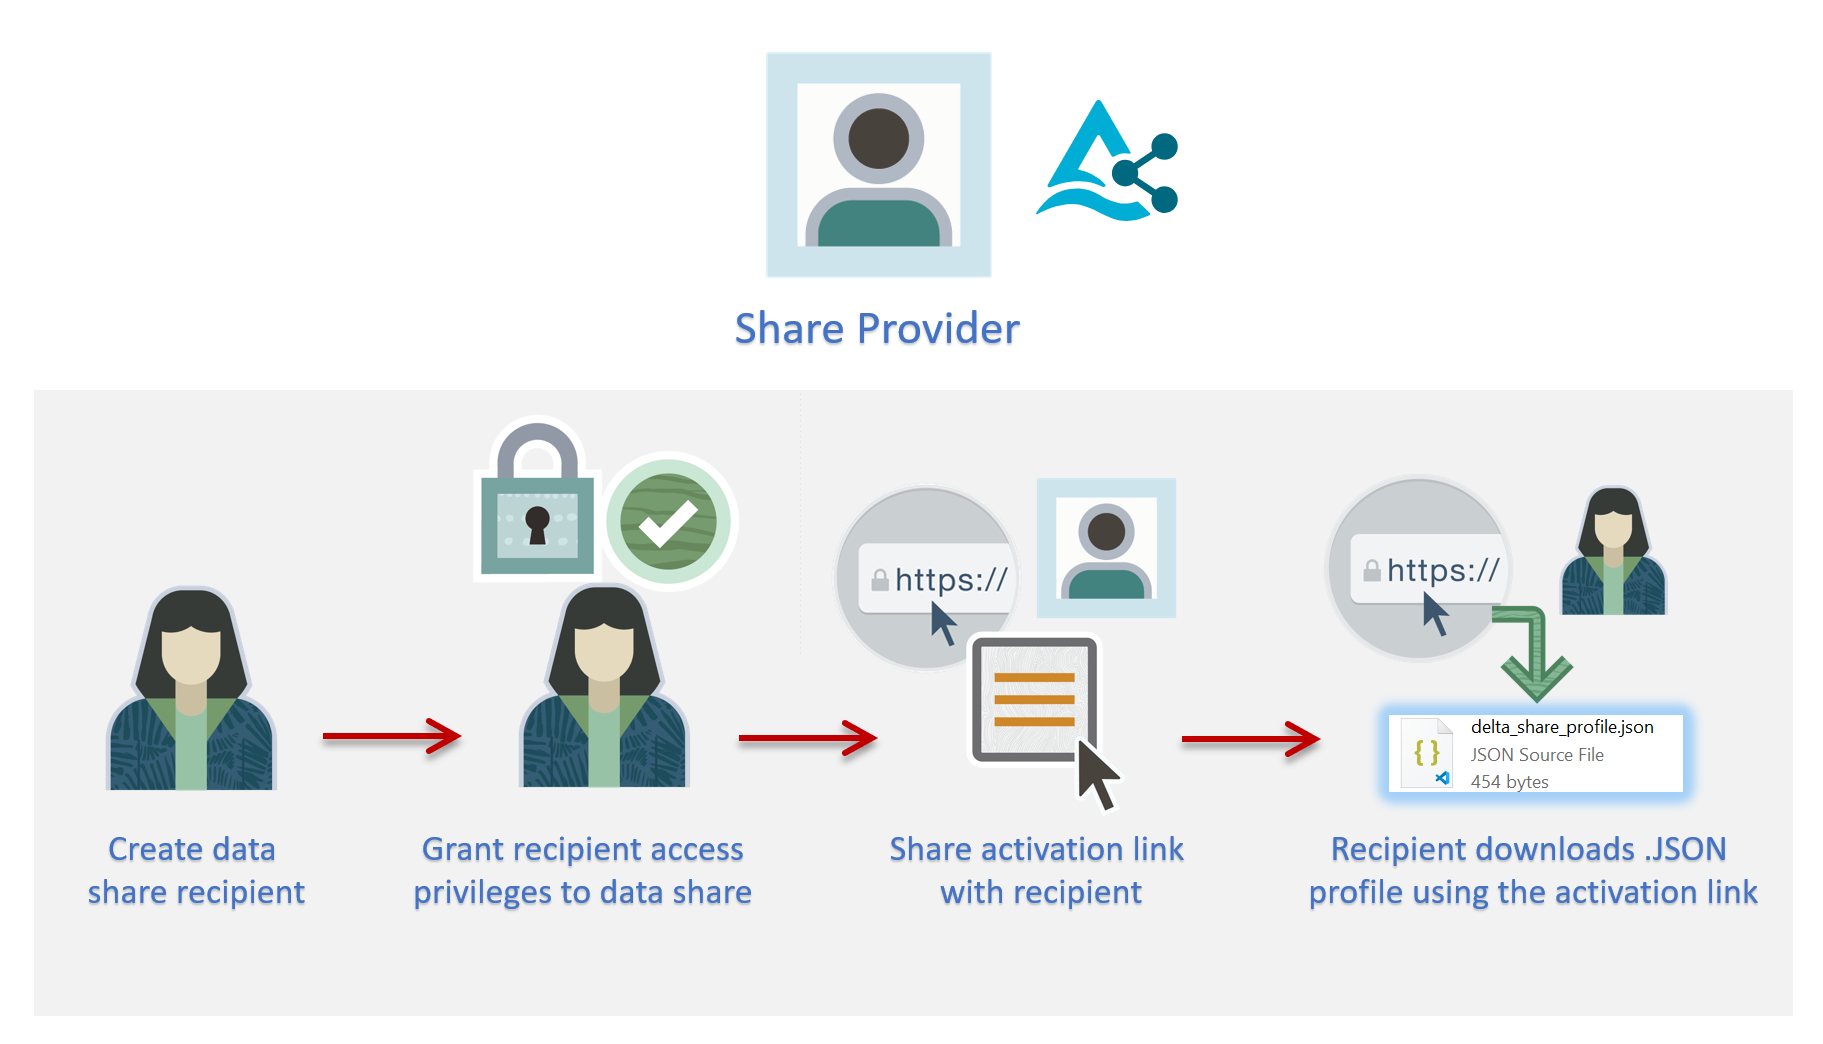 Share Provider
https://
https://
delta_share_profile.json
JSON Source File
454 bytes
Create data
share recipient
Grant recipient access
privileges to data share
Share activation link
with recipient
Recipient downloads .JSON
profile using the activation link